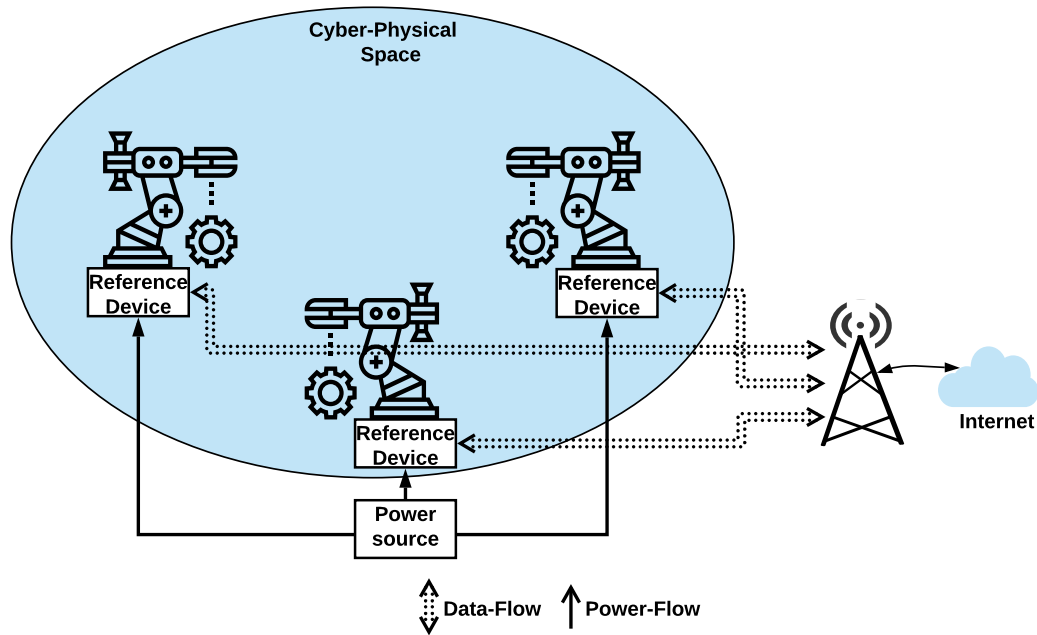 Cyber-Physical
Space
Reference
Device
Reference
Device
Reference
Device
Internet
Power
source
Data-Flow
Power-Flow